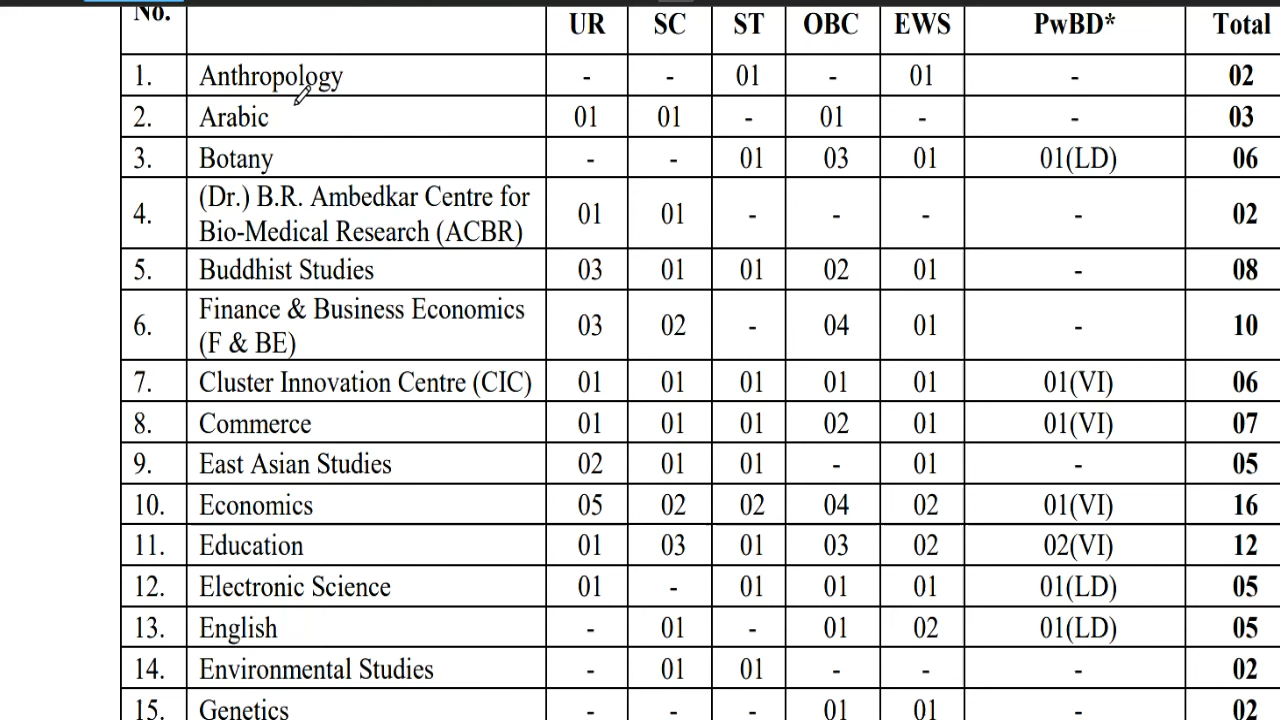 No. UR SC ST OBC EWS PwBD* Total
1. Anthropology - - 01 - 01 - 02
2. Arabic 01 01 - 01 - - 03
3. Botany - - 01 03 01 01(LD) 06
(Dr.) B.R. Ambedkar Centre for
4. Bio-Medical Research (ACBR) 01 01 - - - - 02
5. Buddhist Studies 03 01 01 02 01 - 08
Finance & Business Economics
6. (F & BE) 03 02 - 04 01 - 10
7. Cluster Innovation Centre (CIC) 01 01 01 01 01 01(VI) 06
8. Commerce 01 01 01 02 01 01(VI) 07
9. East Asian Studies 02 01 01 - 01 - 05
10. Economics 05 02 02 04 02 01(VI) 16
11. Education 01 03 01 03 02 02(VI) 12
12. Electronic Science 01 - 01 01 01 01(LD) 05
13. English - 01 - 01 02 01(LD) 05
14. Environmental Studies - 01 01 - - - 02
15. Genetics - - - 01 01 - 02